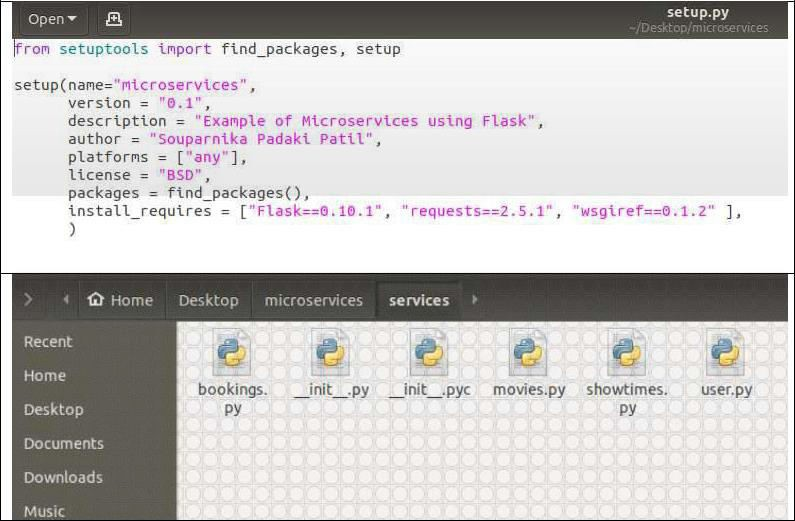 Open
setup.py
~/Desktop/microservices
from setuptools import find_packages, setup
setup(name="microservices",
version = "0.1",
description = "Example of Microservices using Flask",
author = "Souparnika Padaki Patil",
platforms = ["any"],
license = "BSD",
packages = find_packages(),
install_requires = ["Flask==0.10.1", "requests==2.5.1", "wsgiref==0.1.2" ],
)
Home Desktop microservices services
Recent
Home
Desktop
Documents
Downloads
Music
bookings.
py
__init__.py
__init__.pyc
movies.py
showtimes.
py
user.py